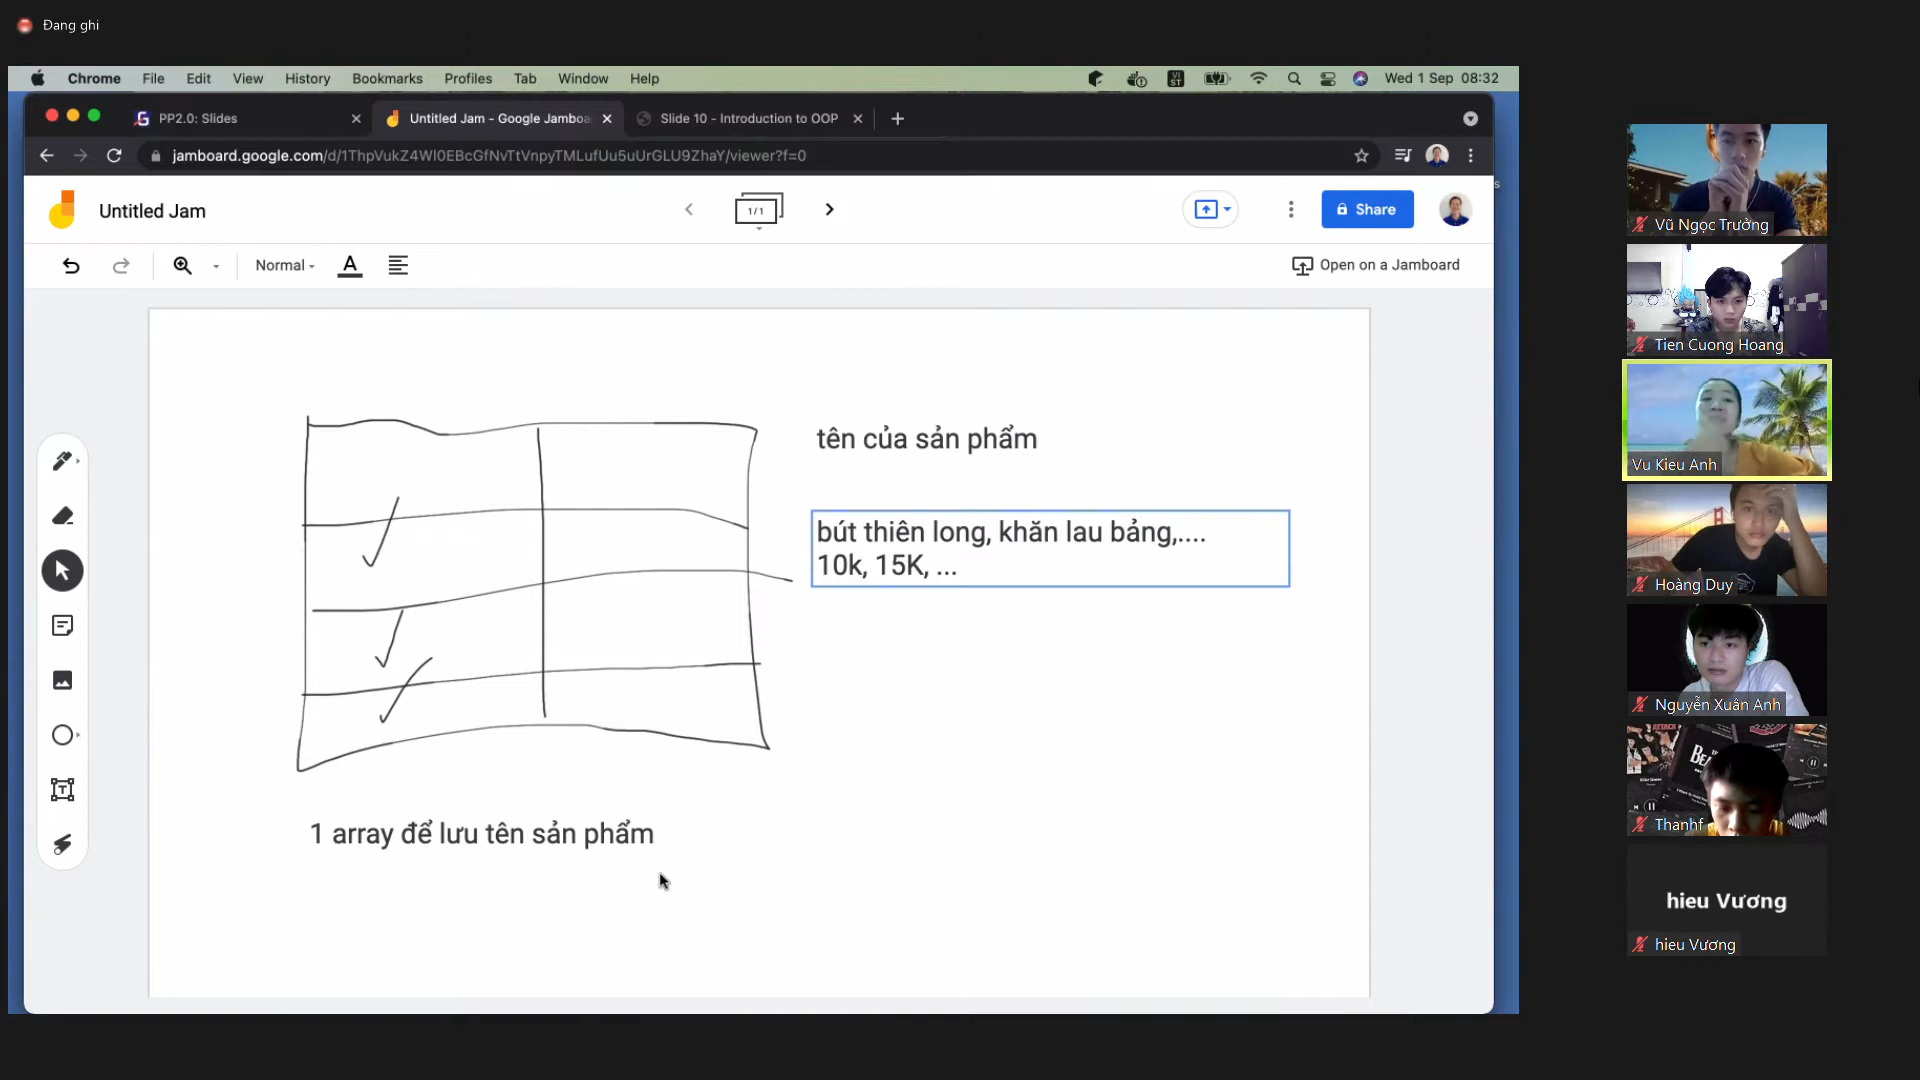 Đang ghi
Chrome File Edit View History Bookmarks Profiles Tab Window Help
VI
ST
Wed 1 Sep 08:32
PP2.0: Slides
Untitled Jam - Google Jamboa
Slide 10 - Introduction to OOP
jamboard.google.com/d/1ThpVukZ4Wl0EBcGfNvTtVnpyTMLufUu5uUrGLU9ZhaY/viewer?f=0
Untitled Jam
1/1
Share
Normal
A
Open on a Jamboard
tên của sản phẩm
bút thiên long, khăn lau bảng,....
10k, 15K, ...
1 array để lưu tên sản phẩm
Vũ Ngọc Trưởng
Tien Cuong Hoang
Vu Kieu Anh
Hoàng Duy
Nguyễn Xuân Anh
Thanhf
hieu Vương
hieu Vương